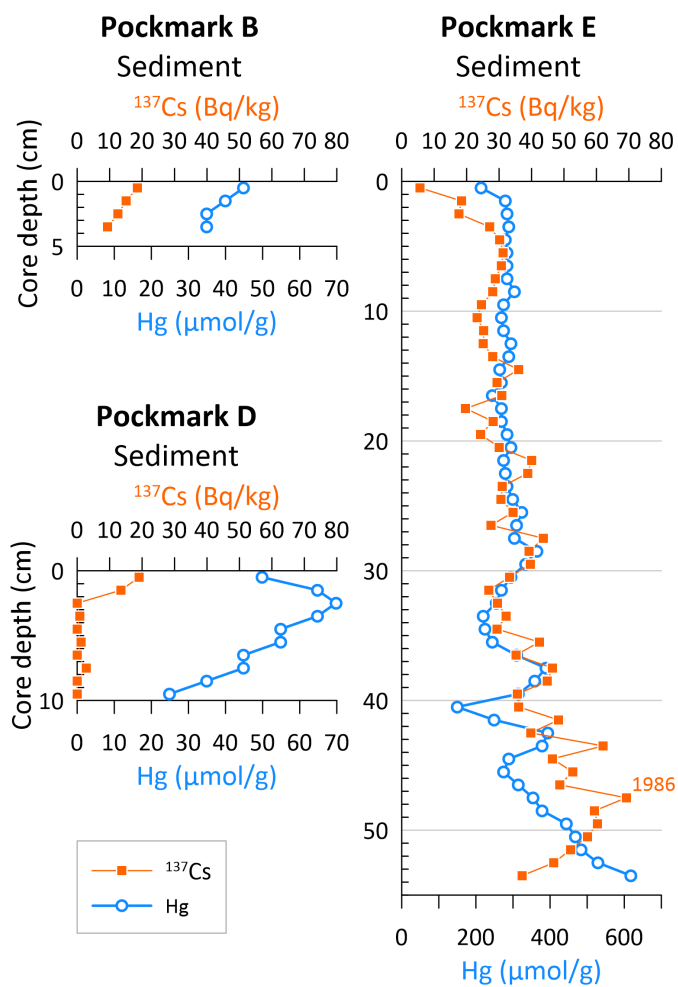 Pockmark B
Sediment
¹³⁷Cs (Bq/kg)
0 10 20 30 40 50 60 70 80
Core depth (cm)
0
5
0 10 20 30 40 50 60 70
Hg (µmol/g)
Pockmark D
Sediment
¹³⁷Cs (Bq/kg)
0 10 20 30 40 50 60 70 80
Core depth (cm)
0
10
0 10 20 30 40 50 60 70
Hg (µmol/g)
¹³⁷Cs
Hg
Pockmark E
Sediment
¹³⁷Cs (Bq/kg)
0 10 20 30 40 50 60 70 80
0
10
20
30
40
1986
50
0 200 400 600
Hg (µmol/g)